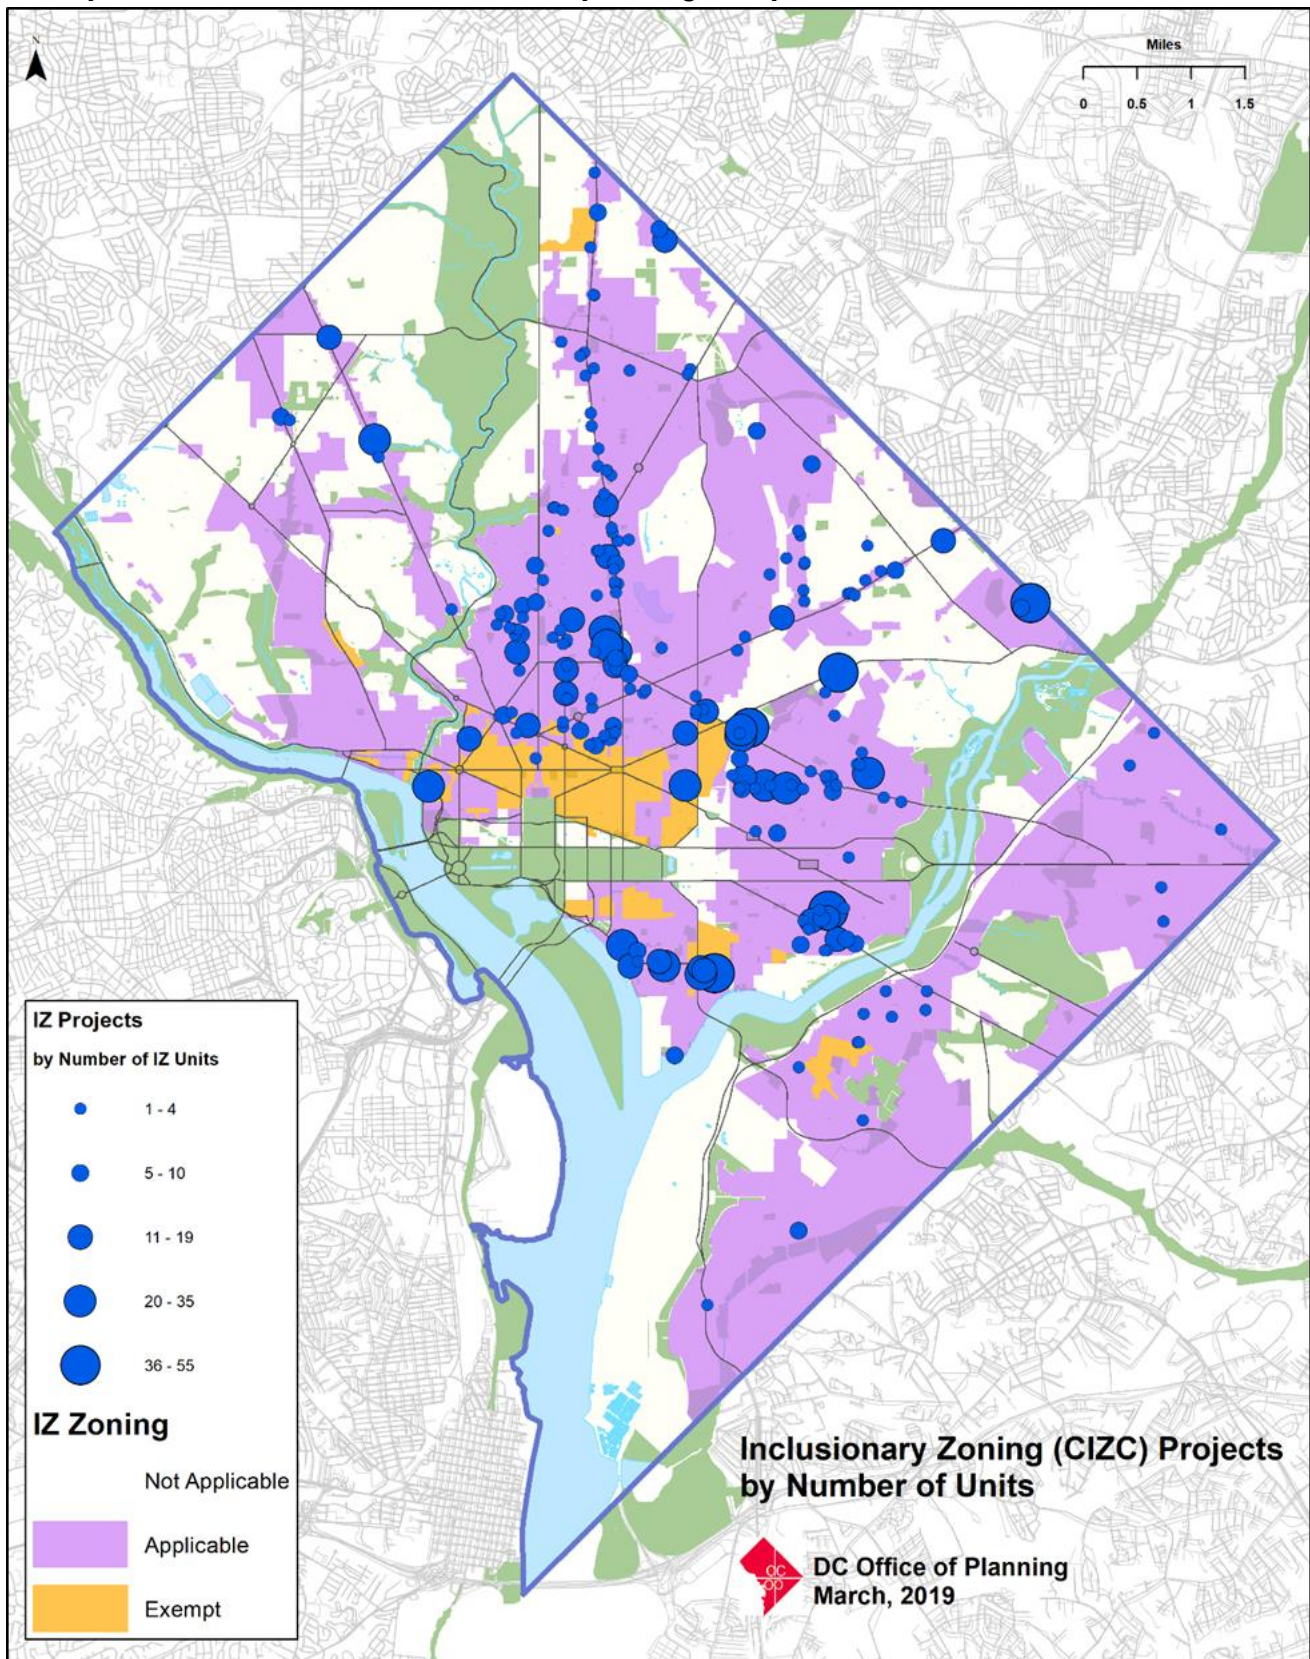 N
Miles
0 0.5 1 1.5
IZ Projects
by Number of IZ Units
1 - 4
5 - 10
11 - 19
20 - 35
36 - 55
IZ Zoning
Not Applicable
Applicable
Exempt
Inclusionary Zoning (CIZC) Projects
by Number of Units
dc
op
DC Office of Planning
March, 2019